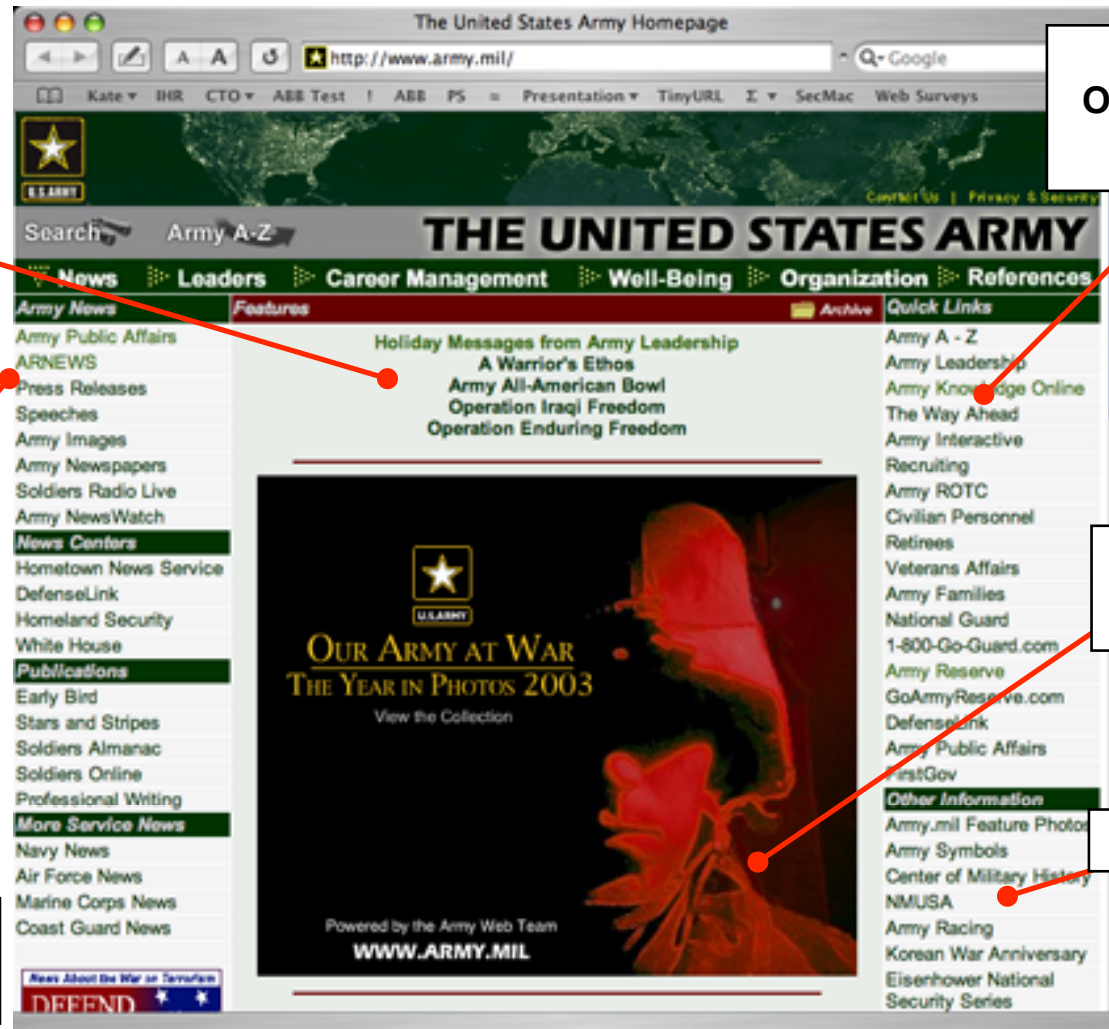 The United States Army Homepage
A A http://www.army.mil/ Q- Google
Kate IHR CTO ABB Test ! ABB PS = Presentation TinyURL Σ SecMac Web Surveys
O
U.S.ARMY
Contact Us | Privacy & Security
Search Army A-Z THE UNITED STATES ARMY
News Leaders Career Management Well-Being Organization References
Army News
Army Public Affairs
ARNEWS
Press Releases
Speeches
Army Images
Army Newspapers
Soldiers Radio Live
Army NewsWatch
News Centers
Hometown News Service
DefenseLink
Homeland Security
White House
Publications
Early Bird
Stars and Stripes
Soldiers Almanac
Soldiers Online
Professional Writing
More Service News
Navy News
Air Force News
Marine Corps News
Coast Guard News
News About the War on Terrorism
DEFEND
Features Archive
Holiday Messages from Army Leadership
A Warrior's Ethos
Army All-American Bowl
Operation Iraqi Freedom
Operation Enduring Freedom
U.S.ARMY
OUR ARMY AT WAR
THE YEAR IN PHOTOS 2003
View the Collection
Powered by the Army Web Team
WWW.ARMY.MIL
Quick Links
Army A - Z
Army Leadership
Army Knowledge Online
The Way Ahead
Army Interactive
Recruiting
Army ROTC
Civilian Personnel
Retirees
Veterans Affairs
Army Families
National Guard
1-800-Go-Guard.com
Army Reserve
GoArmyReserve.com
DefenseLink
Army Public Affairs
FirstGov
Other Information
Army.mil Feature Photos
Army Symbols
Center of Military History
NMUSA
Army Racing
Korean War Anniversary
Eisenhower National
Security Series